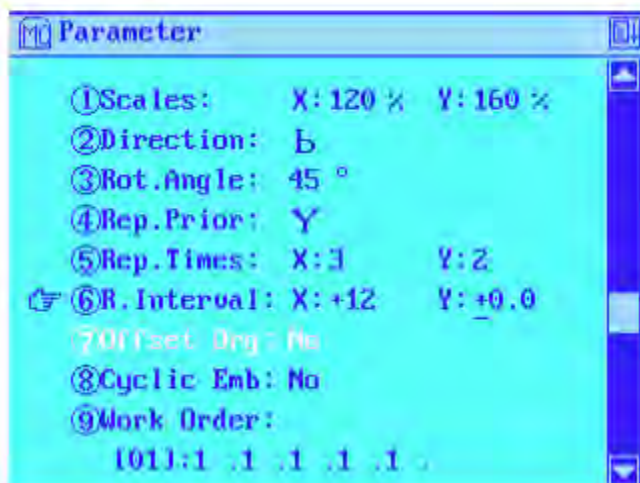 MC Parameter
①Scales: X:120 % Y:160 %
②Direction: Ь
③Rot.Angle: 45 °
④Rep.Prior: Y
⑤Rep.Times: X:3 Y:2
⑥R.Interval: X:+12 Y:+0.0
⑦Offset Org: No
⑧Cyclic Emb: No
⑨Work Order:
[01]:1 .1 .1 .1 .1 .